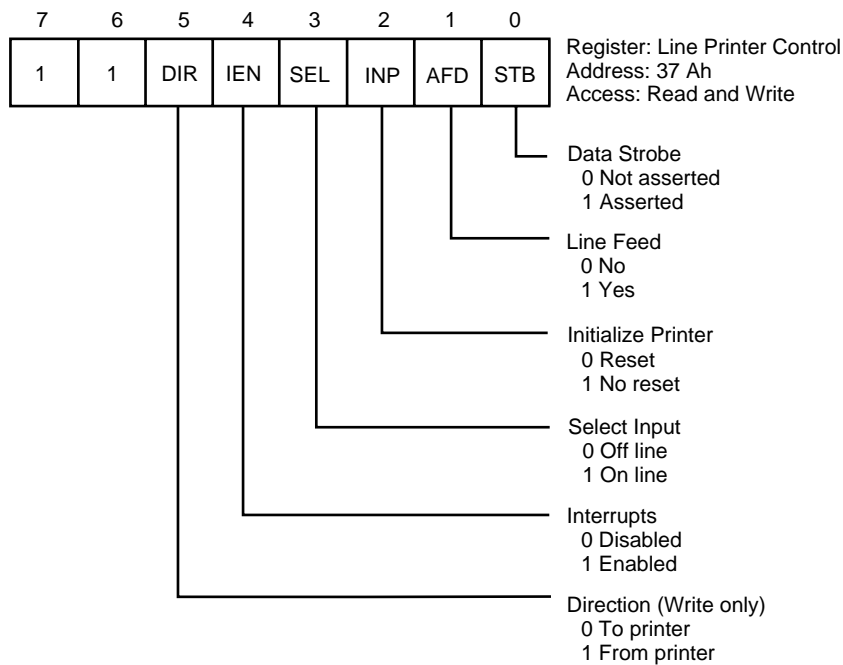 7 6 5 4 3 2 1 0
1 1 DIR IEN SEL INP AFD STB
Register: Line Printer Control
Address: 37 Ah
Access: Read and Write
Data Strobe
0 Not asserted
1 Asserted
Line Feed
0 No
1 Yes
Initialize Printer
0 Reset
1 No reset
Select Input
0 Off line
1 On line
Interrupts
0 Disabled
1 Enabled
Direction (Write only)
0 To printer
1 From printer